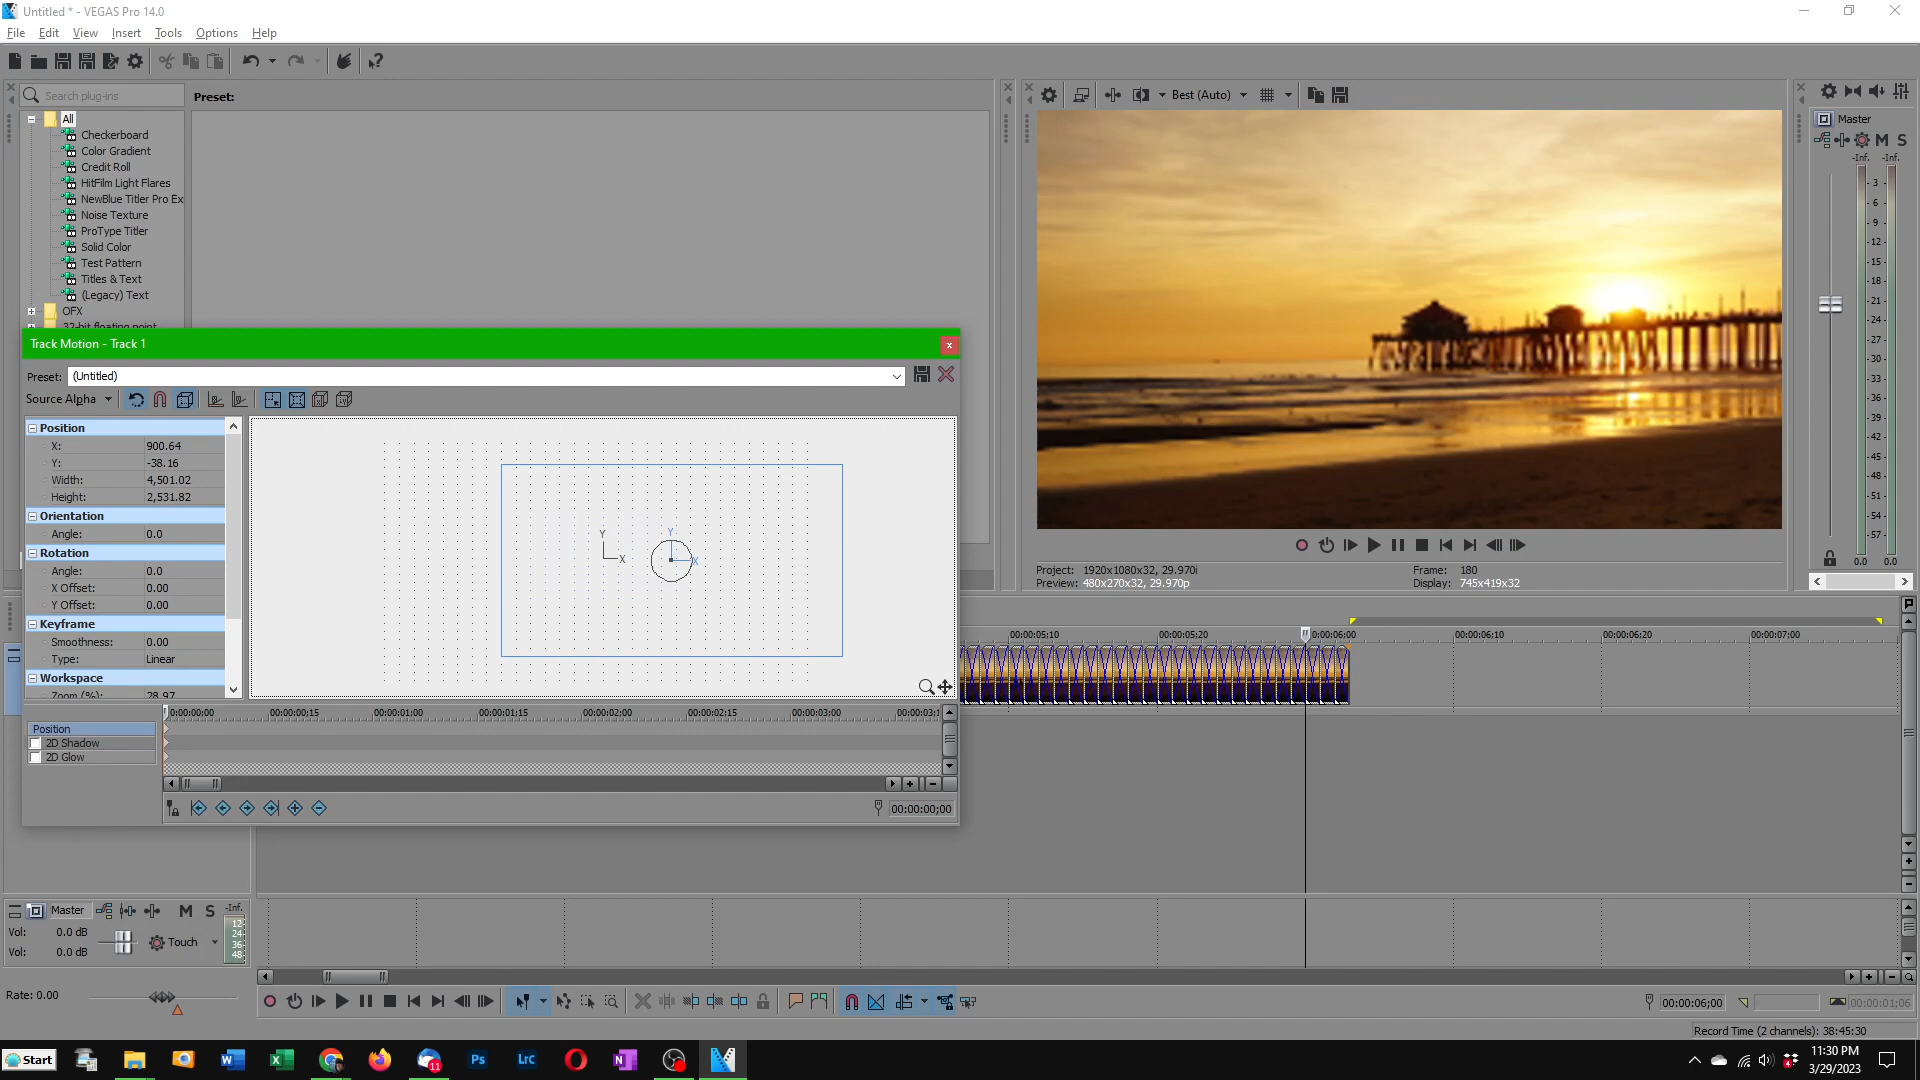 Untitled * - VEGAS Pro 14.0
File Edit View Insert Tools Options Help
Search plug-ins
Preset:
All
Checkerboard
Color Gradient
Credit Roll
HitFilm Light Flares
NewBlue Titler Pro Ex
Noise Texture
ProType Titler
Solid Color
Test Pattern
Titles & Text
(Legacy) Text
OFX
32-bit floating point
Best (Auto)
Master
M S
-Inf. -Inf.
3
6
9
12
15
18
21
24
27
30
33
36
39
42
45
48
51
54
57
0.0 0.0
Track Motion - Track 1
Preset: (Untitled)
Source Alpha
Position
X: 900.64
Y: -38.16
Width: 4,501.02
Height: 2,531.82
Orientation
Angle: 0.0
Rotation
Angle: 0.0
X Offset: 0.00
Y Offset: 0.00
Keyframe
Smoothness: 0.00
Type: Linear
Workspace
Zoom (%): 28.97
Y
X
Y
X
00:00:00;00 00:00:00;15 00:00:01;00 00:00:01;15 00:00:02;00 00:00:02;15 00:00:03;00 00:00:03;1
Position
2D Shadow
2D Glow
00:00:00;00
Project: 1920x1080x32, 29.970i
Preview: 480x270x32, 29.970p
Frame: 180
Display: 745x419x32
00:00:05;10 00:00:05;20 0:00:06;00 00:00:06;10 00:00:06;20 00:00:07;00
Master M S
-Inf.
12
24
36
48
Vol: 0.0 dB
Vol: 0.0 dB
Touch
Rate: 0.00
00:00:06;00
00:00:01;06
Record Time (2 channels): 38:45:30
Start
W
X
11
Ps
Lrc
N
11:30 PM
3/29/2023